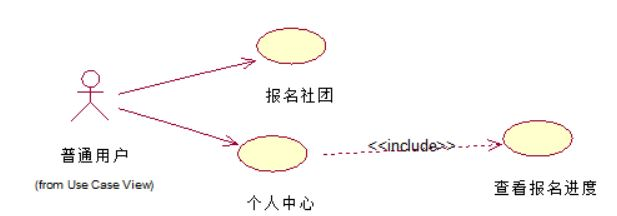 报名社团
<<include>>
普通用户
(from Use Case View)
个人中心
查看报名进度